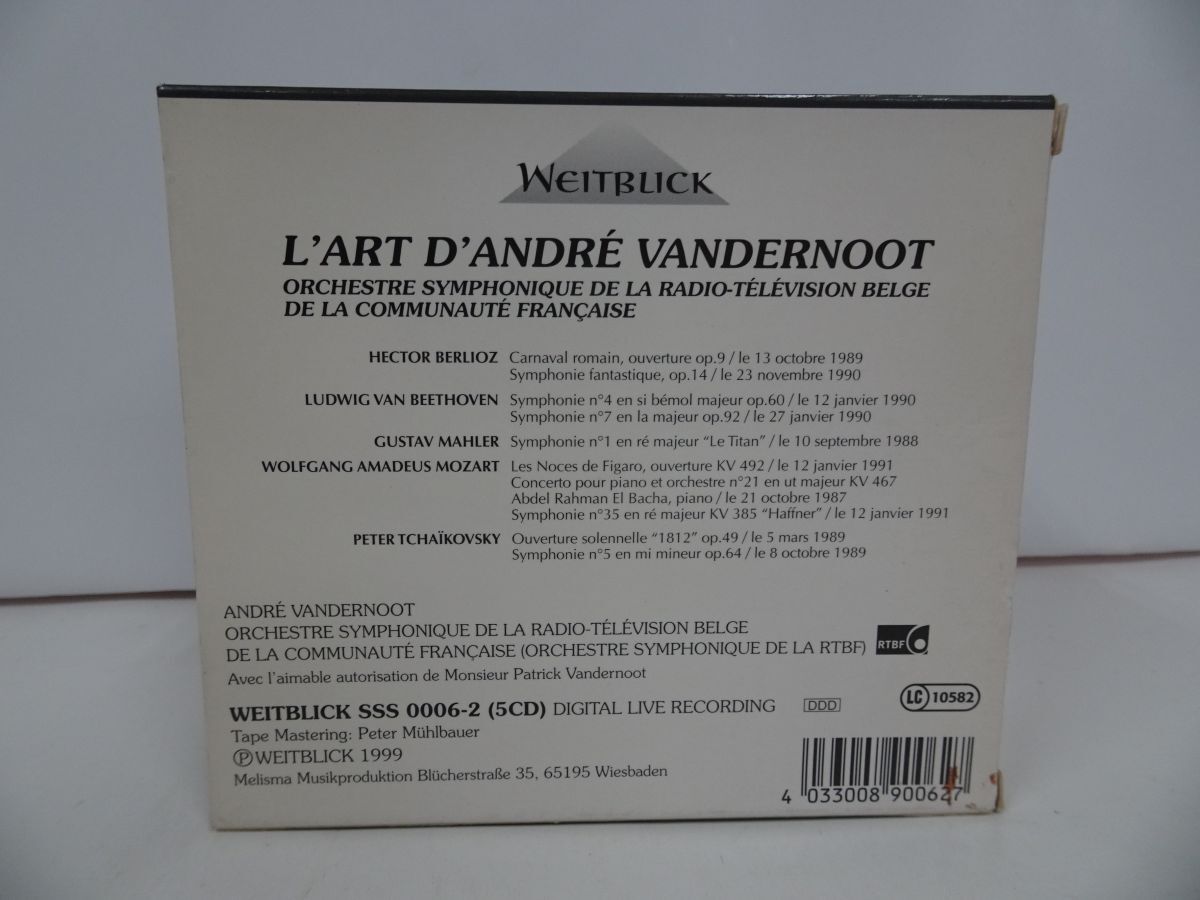 WEITBLICK
L'ART D'ANDRÉ VANDERNOOT
ORCHESTRE SYMPHONIQUE DE LA RADIO-TÉLÉVISION BELGE
DE LA COMMUNAUTÉ FRANÇAISE
HECTOR BERLIOZ Carnaval romain, ouverture op.9 / le 13 octobre 1989
Symphonie fantastique, op.14 / le 23 novembre 1990
LUDWIG VAN BEETHOVEN Symphonie n°4 en si bémol majeur op.60 / le 12 janvier 1990
Symphonie n°7 en la majeur op.92 / le 27 janvier 1990
GUSTAV MAHLER Symphonie n°1 en ré majeur “Le Titan” / le 10 septembre 1988
WOLFGANG AMADEUS MOZART Les Noces de Figaro, ouverture KV 492 / le 12 janvier 1991
Concerto pour piano et orchestre n°21 en ut majeur KV 467
Abdel Rahman El Bacha, piano / le 21 octobre 1987
Symphonie n°35 en ré majeur KV 385 “Haffner” / le 12 janvier 1991
PETER TCHAÏKOVSKY Ouverture solennelle “1812” op.49 / le 5 mars 1989
Symphonie n°5 en mi mineur op.64 / le 8 octobre 1989
ANDRÉ VANDERNOOT
ORCHESTRE SYMPHONIQUE DE LA RADIO-TÉLÉVISION BELGE
DE LA COMMUNAUTÉ FRANÇAISE (ORCHESTRE SYMPHONIQUE DE LA RTBF) RTBF
Avec l'aimable autorisation de Monsieur Patrick Vandernoot
WEITBLICK SSS 0006-2 (5CD) DIGITAL LIVE RECORDING DDD LC 10582
Tape Mastering: Peter Mühlbauer
℗WEITBLICK 1999
Melisma Musikproduktion Blücherstraße 35, 65195 Wiesbaden
4 033008 900627